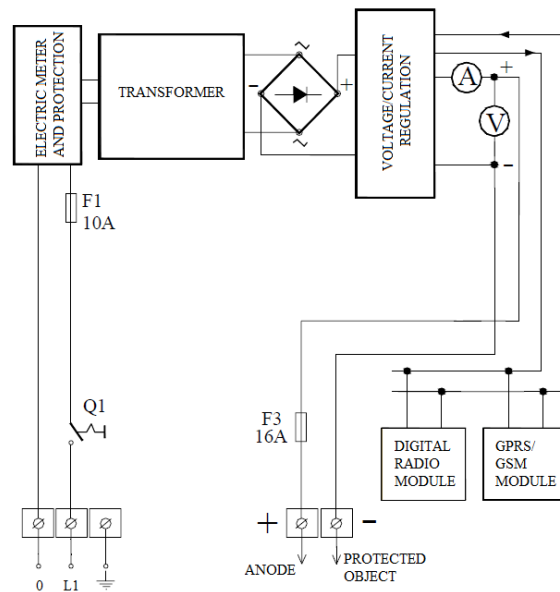 ELECTRIC METER
AND PROTECTION
TRANSFORMER
~
-
+
~
VOLTAGE/CURRENT
REGULATION
A
+
V
-
F1
10A
Q1
F3
16A
DIGITAL
RADIO
MODULE
GPRS/
GSM
MODULE
+
-
0
L1
ANODE
PROTECTED
OBJECT